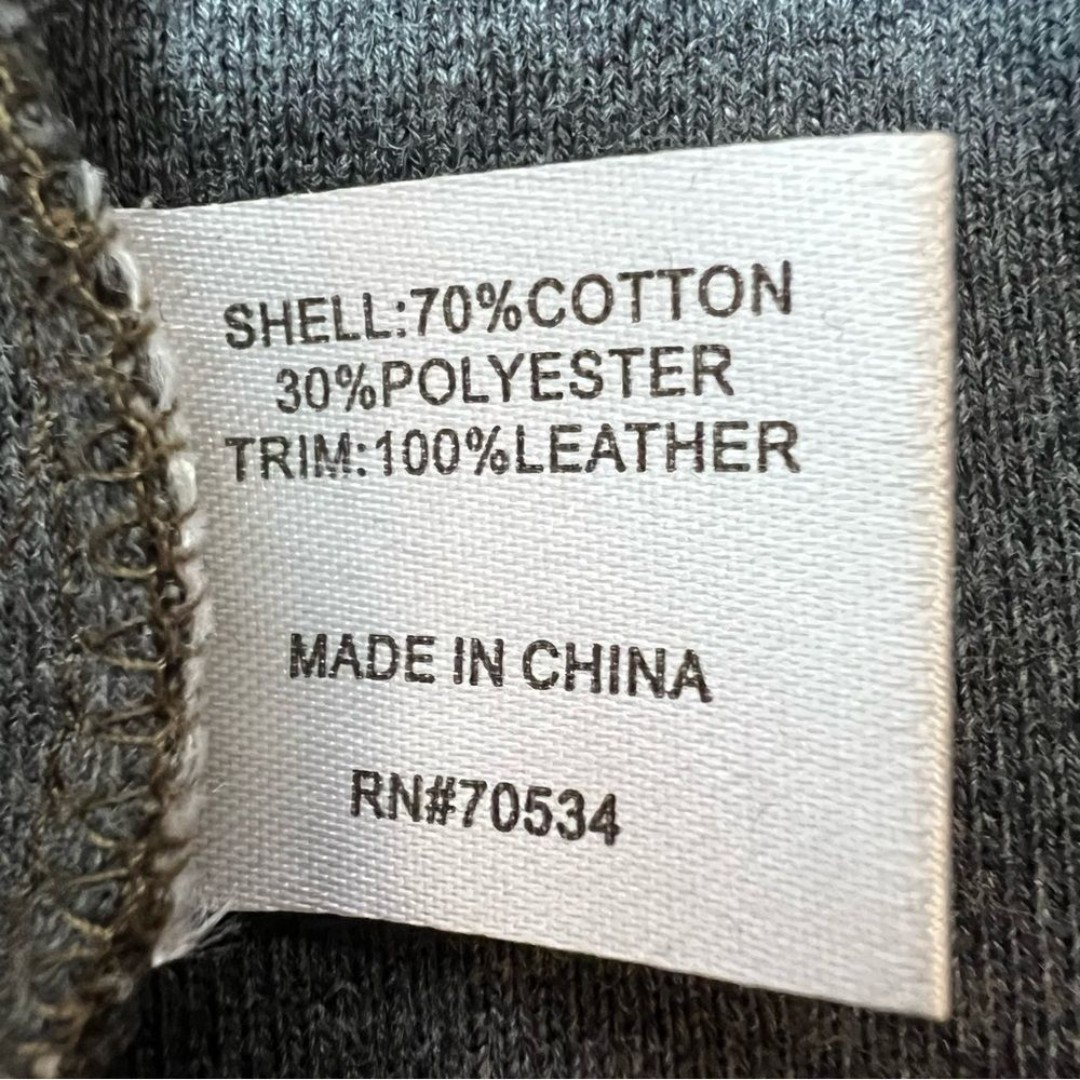 SHELL:70%COTTON
30%POLYESTER
TRIM:100%LEATHER
MADE IN CHINA
RN#70534